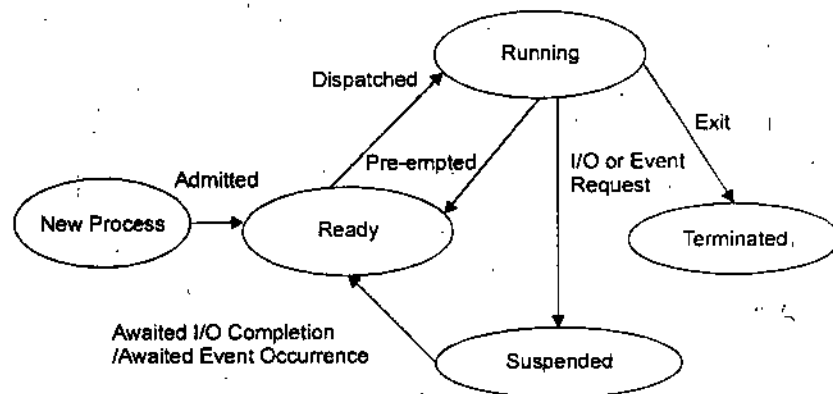 Running
Dispatched
Exit
Pre-empted
I/O or Event
Request
Admitted
New Process
Ready
Terminated
Awaited I/O Completion
/Awaited Event Occurrence
Suspended